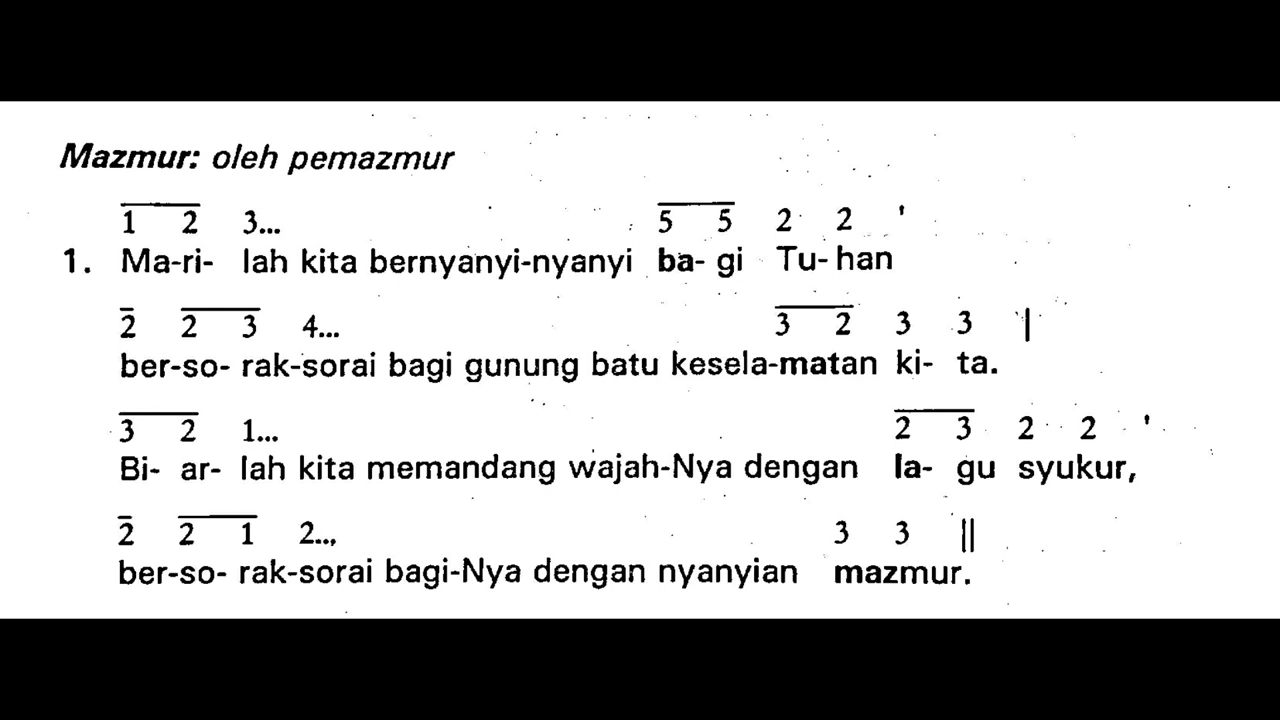 Mazmur: oleh pemazmur
1 2 3... 5 5 2 2 '
1. Ma-ri- lah kita bernyanyi-nyanyi ba- gi Tu- han
2 2 3 4... 3 2 3 3 |
ber-so- rak-sorai bagi gunung batu kesela-matan ki- ta.
3 2 1... 2 3 2 2 '
Bi- ar- lah kita memandang wajah-Nya dengan la- gu syukur,
2 2 1 2... 3 3 ||
ber-so- rak-sorai bagi-Nya dengan nyanyian mazmur.